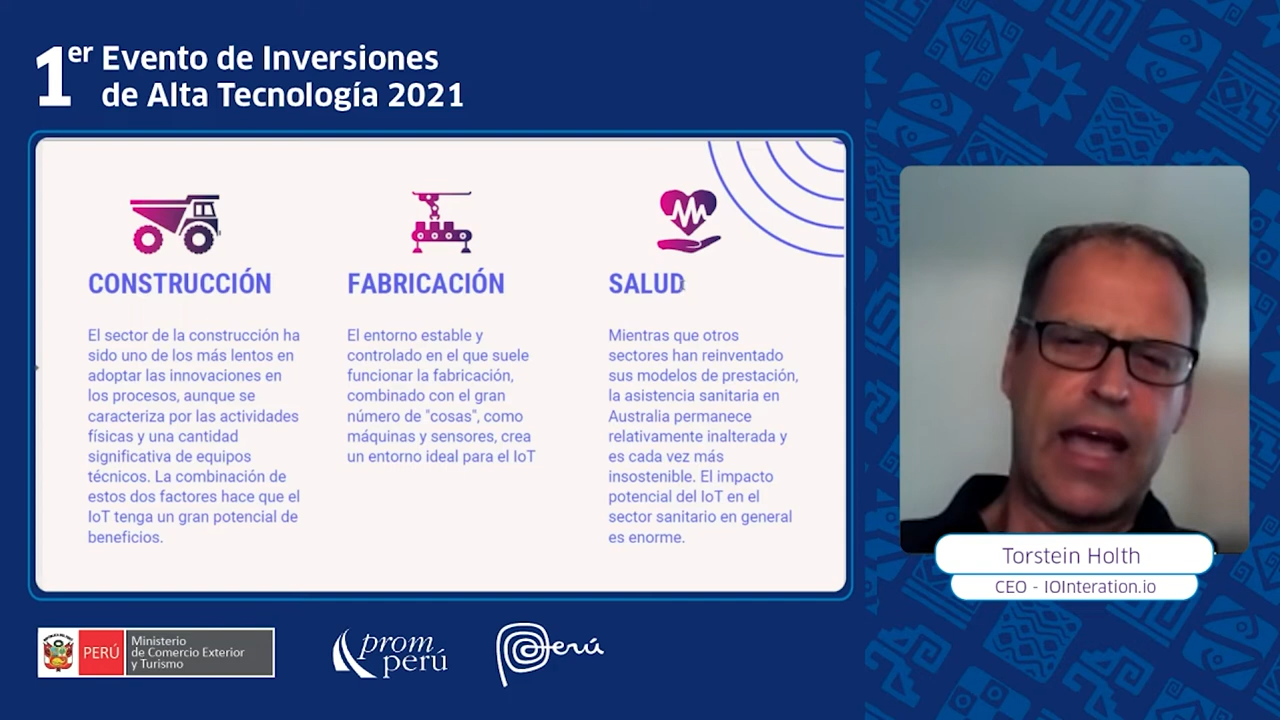 1er Evento de Inversiones
de Alta Tecnología 2021
CONSTRUCCIÓN
El sector de la construcción ha
sido uno de los más lentos en
adoptar las innovaciones en
los procesos, aunque se
caracteriza por las actividades
físicas y una cantidad
significativa de equipos
técnicos. La combinación de
estos dos factores hace que el
IoT tenga un gran potencial de
beneficios.
FABRICACIÓN
El entorno estable y
controlado en el que suele
funcionar la fabricación,
combinado con el gran
número de "cosas", como
máquinas y sensores, crea
un entorno ideal para el IoT
SALUD
Mientras que otros
sectores han reinventado
sus modelos de prestación,
la asistencia sanitaria en
Australia permanece
relativamente inalterada y
es cada vez más
insostenible. El impacto
potencial del IoT en el
sector sanitario en general
es enorme.
Torstein Holth
CEO - IOInteration.io
PERÚ
Ministerio
de Comercio Exterior
y Turismo
prom
perú
Perú